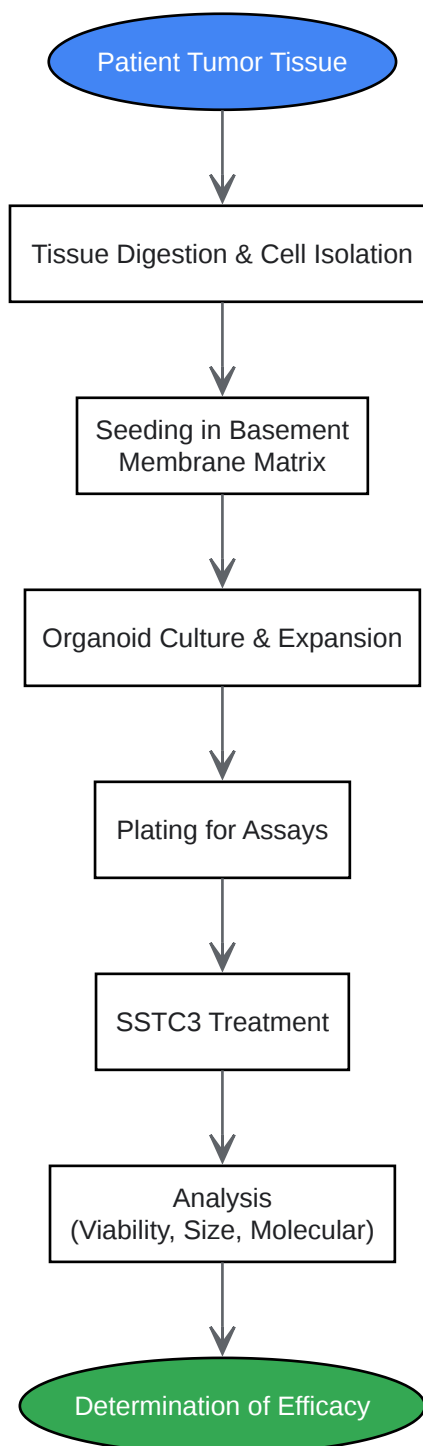 Patient Tumor Tissue
Tissue Digestion & Cell Isolation
Seeding in Basement
Membrane Matrix
Organoid Culture & Expansion
Plating for Assays
SSTC3 Treatment
Analysis
(Viability, Size, Molecular)
Determination of Efficacy